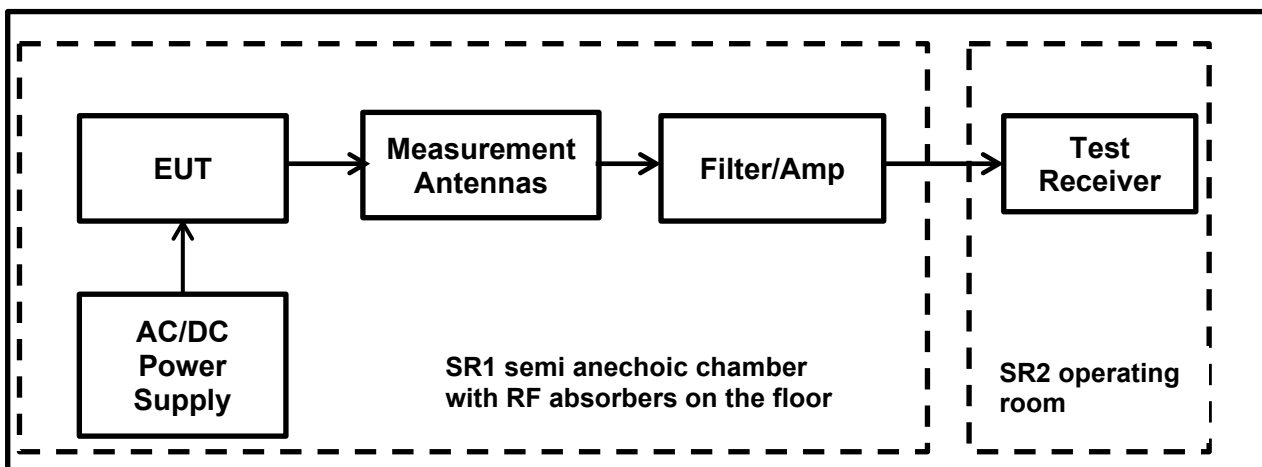 EUT
Measurement
Antennas
Filter/Amp
Test
Receiver
AC/DC
Power
Supply
SR1 semi anechoic chamber
with RF absorbers on the floor
SR2 operating
room